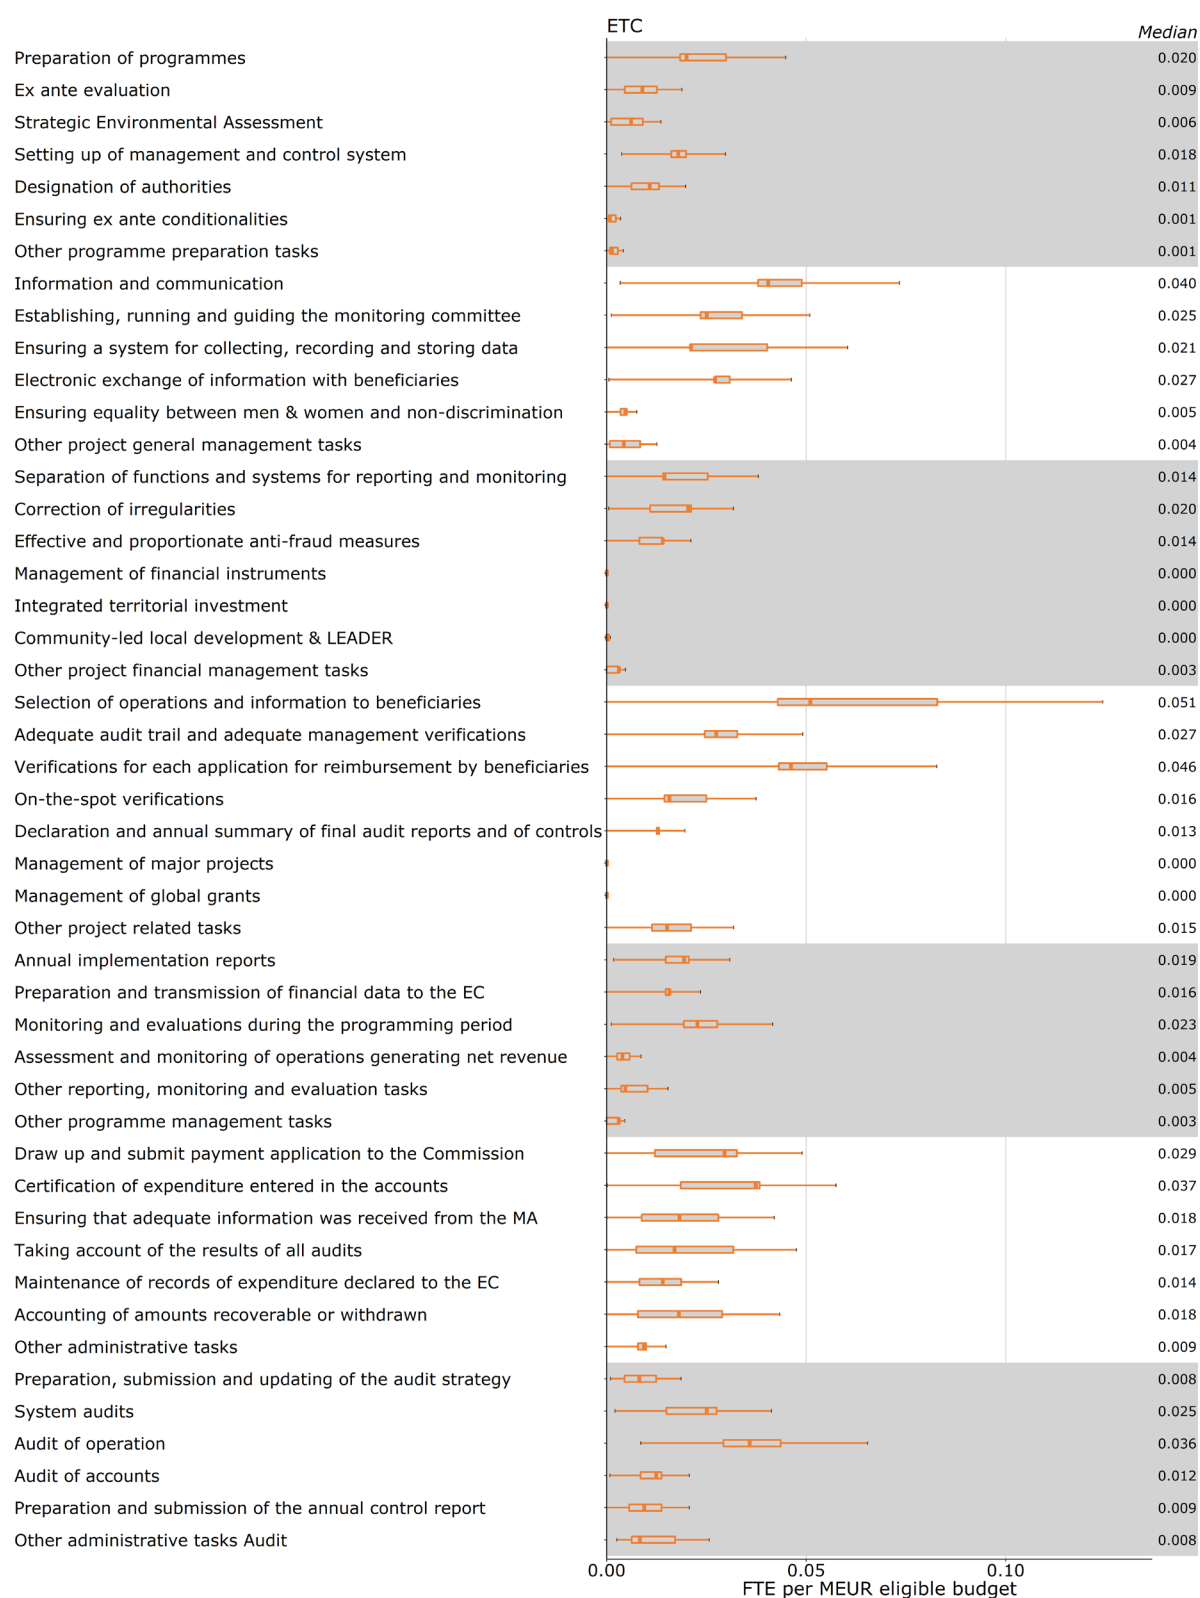 ETC
Median
Preparation of programmes 0.020
Ex ante evaluation 0.009
Strategic Environmental Assessment 0.006
Setting up of management and control system 0.018
Designation of authorities 0.011
Ensuring ex ante conditionalities 0.001
Other programme preparation tasks 0.001
Information and communication 0.040
Establishing, running and guiding the monitoring committee 0.025
Ensuring a system for collecting, recording and storing data 0.021
Electronic exchange of information with beneficiaries 0.027
Ensuring equality between men & women and non-discrimination 0.005
Other project general management tasks 0.004
Separation of functions and systems for reporting and monitoring 0.014
Correction of irregularities 0.020
Effective and proportionate anti-fraud measures 0.014
Management of financial instruments 0.000
Integrated territorial investment 0.000
Community-led local development & LEADER 0.000
Other project financial management tasks 0.003
Selection of operations and information to beneficiaries 0.051
Adequate audit trail and adequate management verifications 0.027
Verifications for each application for reimbursement by beneficiaries 0.046
On-the-spot verifications 0.016
Declaration and annual summary of final audit reports and of controls 0.013
Management of major projects 0.000
Management of global grants 0.000
Other project related tasks 0.015
Annual implementation reports 0.019
Preparation and transmission of financial data to the EC 0.016
Monitoring and evaluations during the programming period 0.023
Assessment and monitoring of operations generating net revenue 0.004
Other reporting, monitoring and evaluation tasks 0.005
Other programme management tasks 0.003
Draw up and submit payment application to the Commission 0.029
Certification of expenditure entered in the accounts 0.037
Ensuring that adequate information was received from the MA 0.018
Taking account of the results of all audits 0.017
Maintenance of records of expenditure declared to the EC 0.014
Accounting of amounts recoverable or withdrawn 0.018
Other administrative tasks 0.009
Preparation, submission and updating of the audit strategy 0.008
System audits 0.025
Audit of operation 0.036
Audit of accounts 0.012
Preparation and submission of the annual control report 0.009
Other administrative tasks Audit 0.008
0.00 0.05 0.10
FTE per MEUR eligible budget